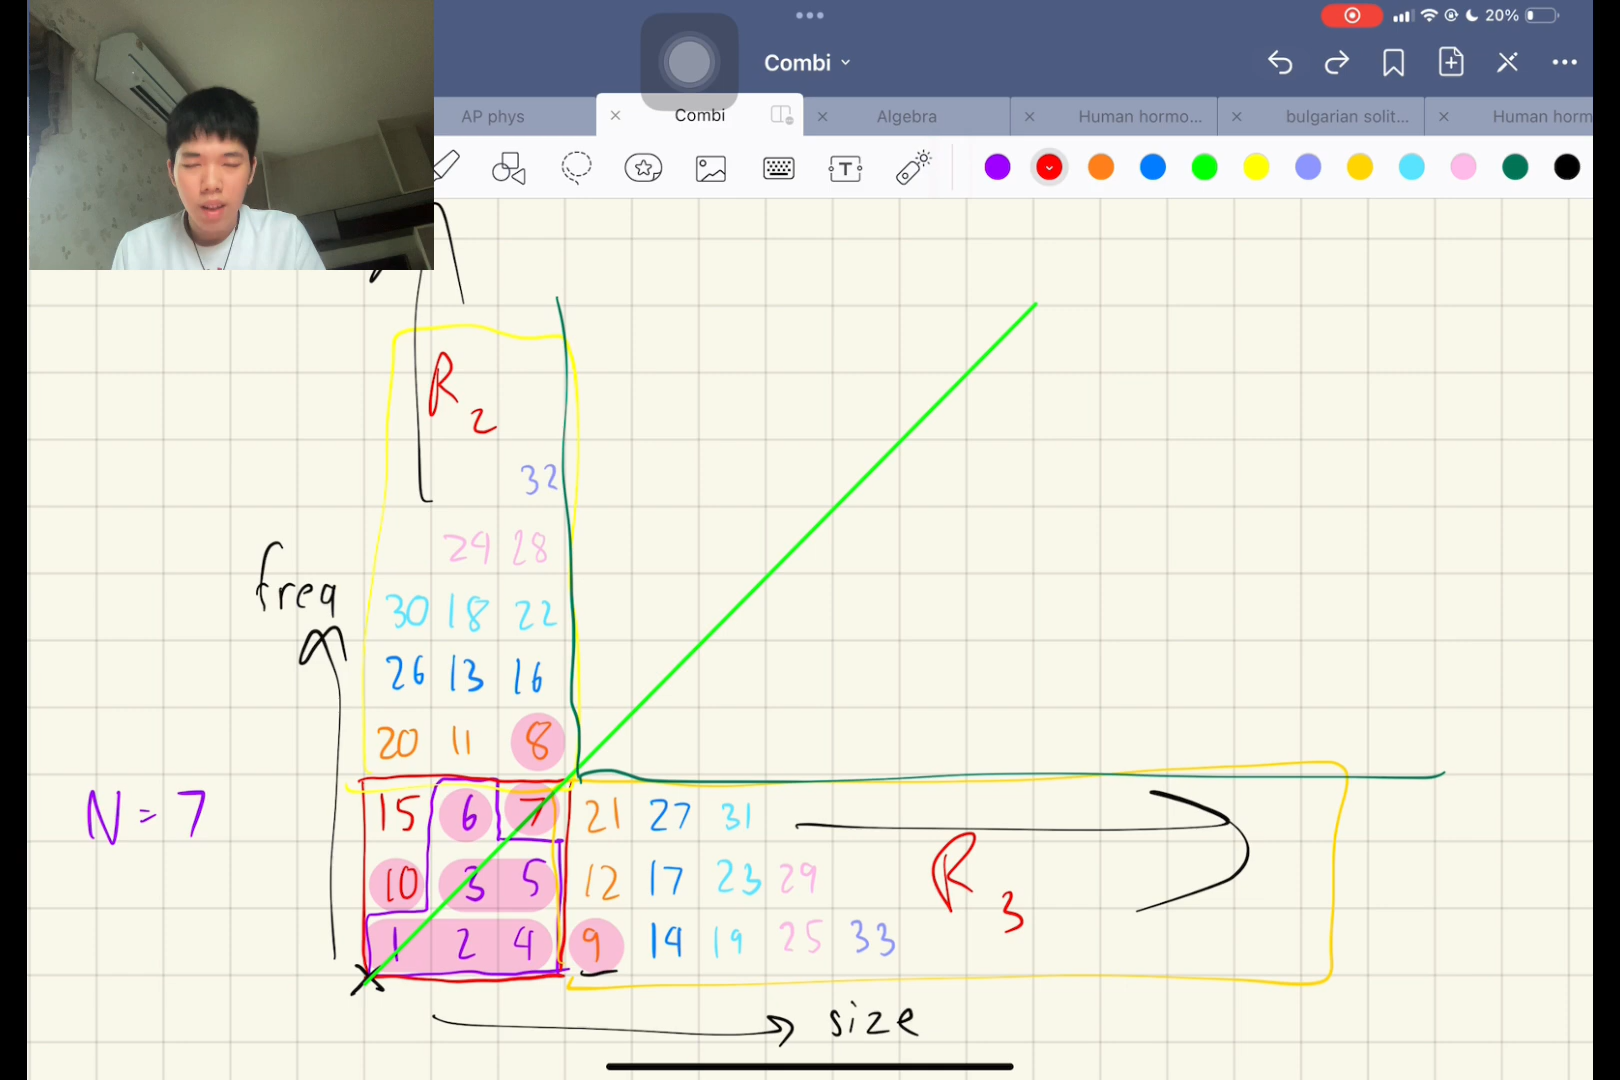 20%
Combi
AP phys
Combi
Algebra
Human hormo...
bulgarian solit...
Human horm
T
R2
32
24 28
freq
30 18 22
26 13 16
20 11 8
N = 7
15 6 7 21 27 31
10 3 5 12 17 23 29
R3
1 2 4 9 14 19 25 33
size